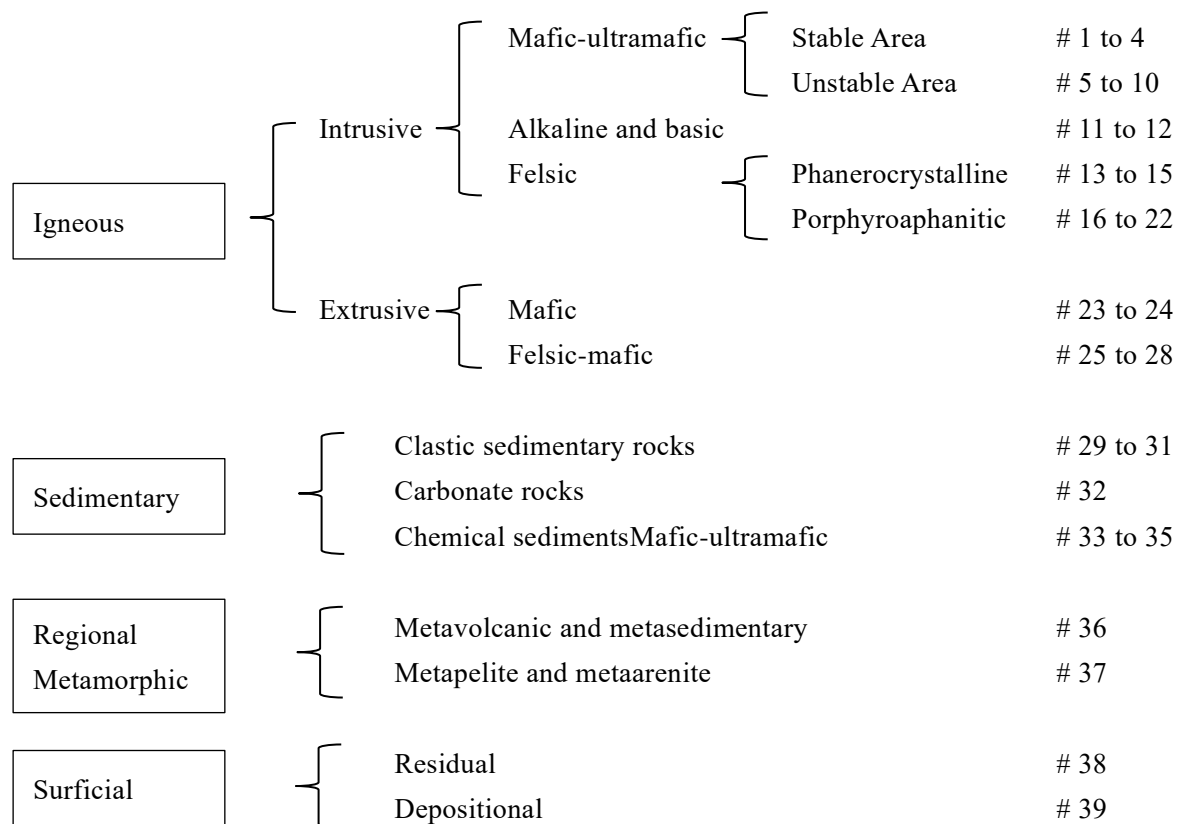 Mafic-ultramafic Stable Area # 1 to 4
Unstable Area # 5 to 10
Intrusive Alkaline and basic # 11 to 12
Felsic Phanerocrystalline # 13 to 15
Igneous Porphyroaphanitic # 16 to 22
Extrusive Mafic # 23 to 24
Felsic-mafic # 25 to 28
Clastic sedimentary rocks # 29 to 31
Sedimentary Carbonate rocks # 32
Chemical sedimentsMafic-ultramafic # 33 to 35
Regional Metavolcanic and metasedimentary # 36
Metamorphic Metapelite and metaarenite # 37
Residual # 38
Surficial Depositional # 39